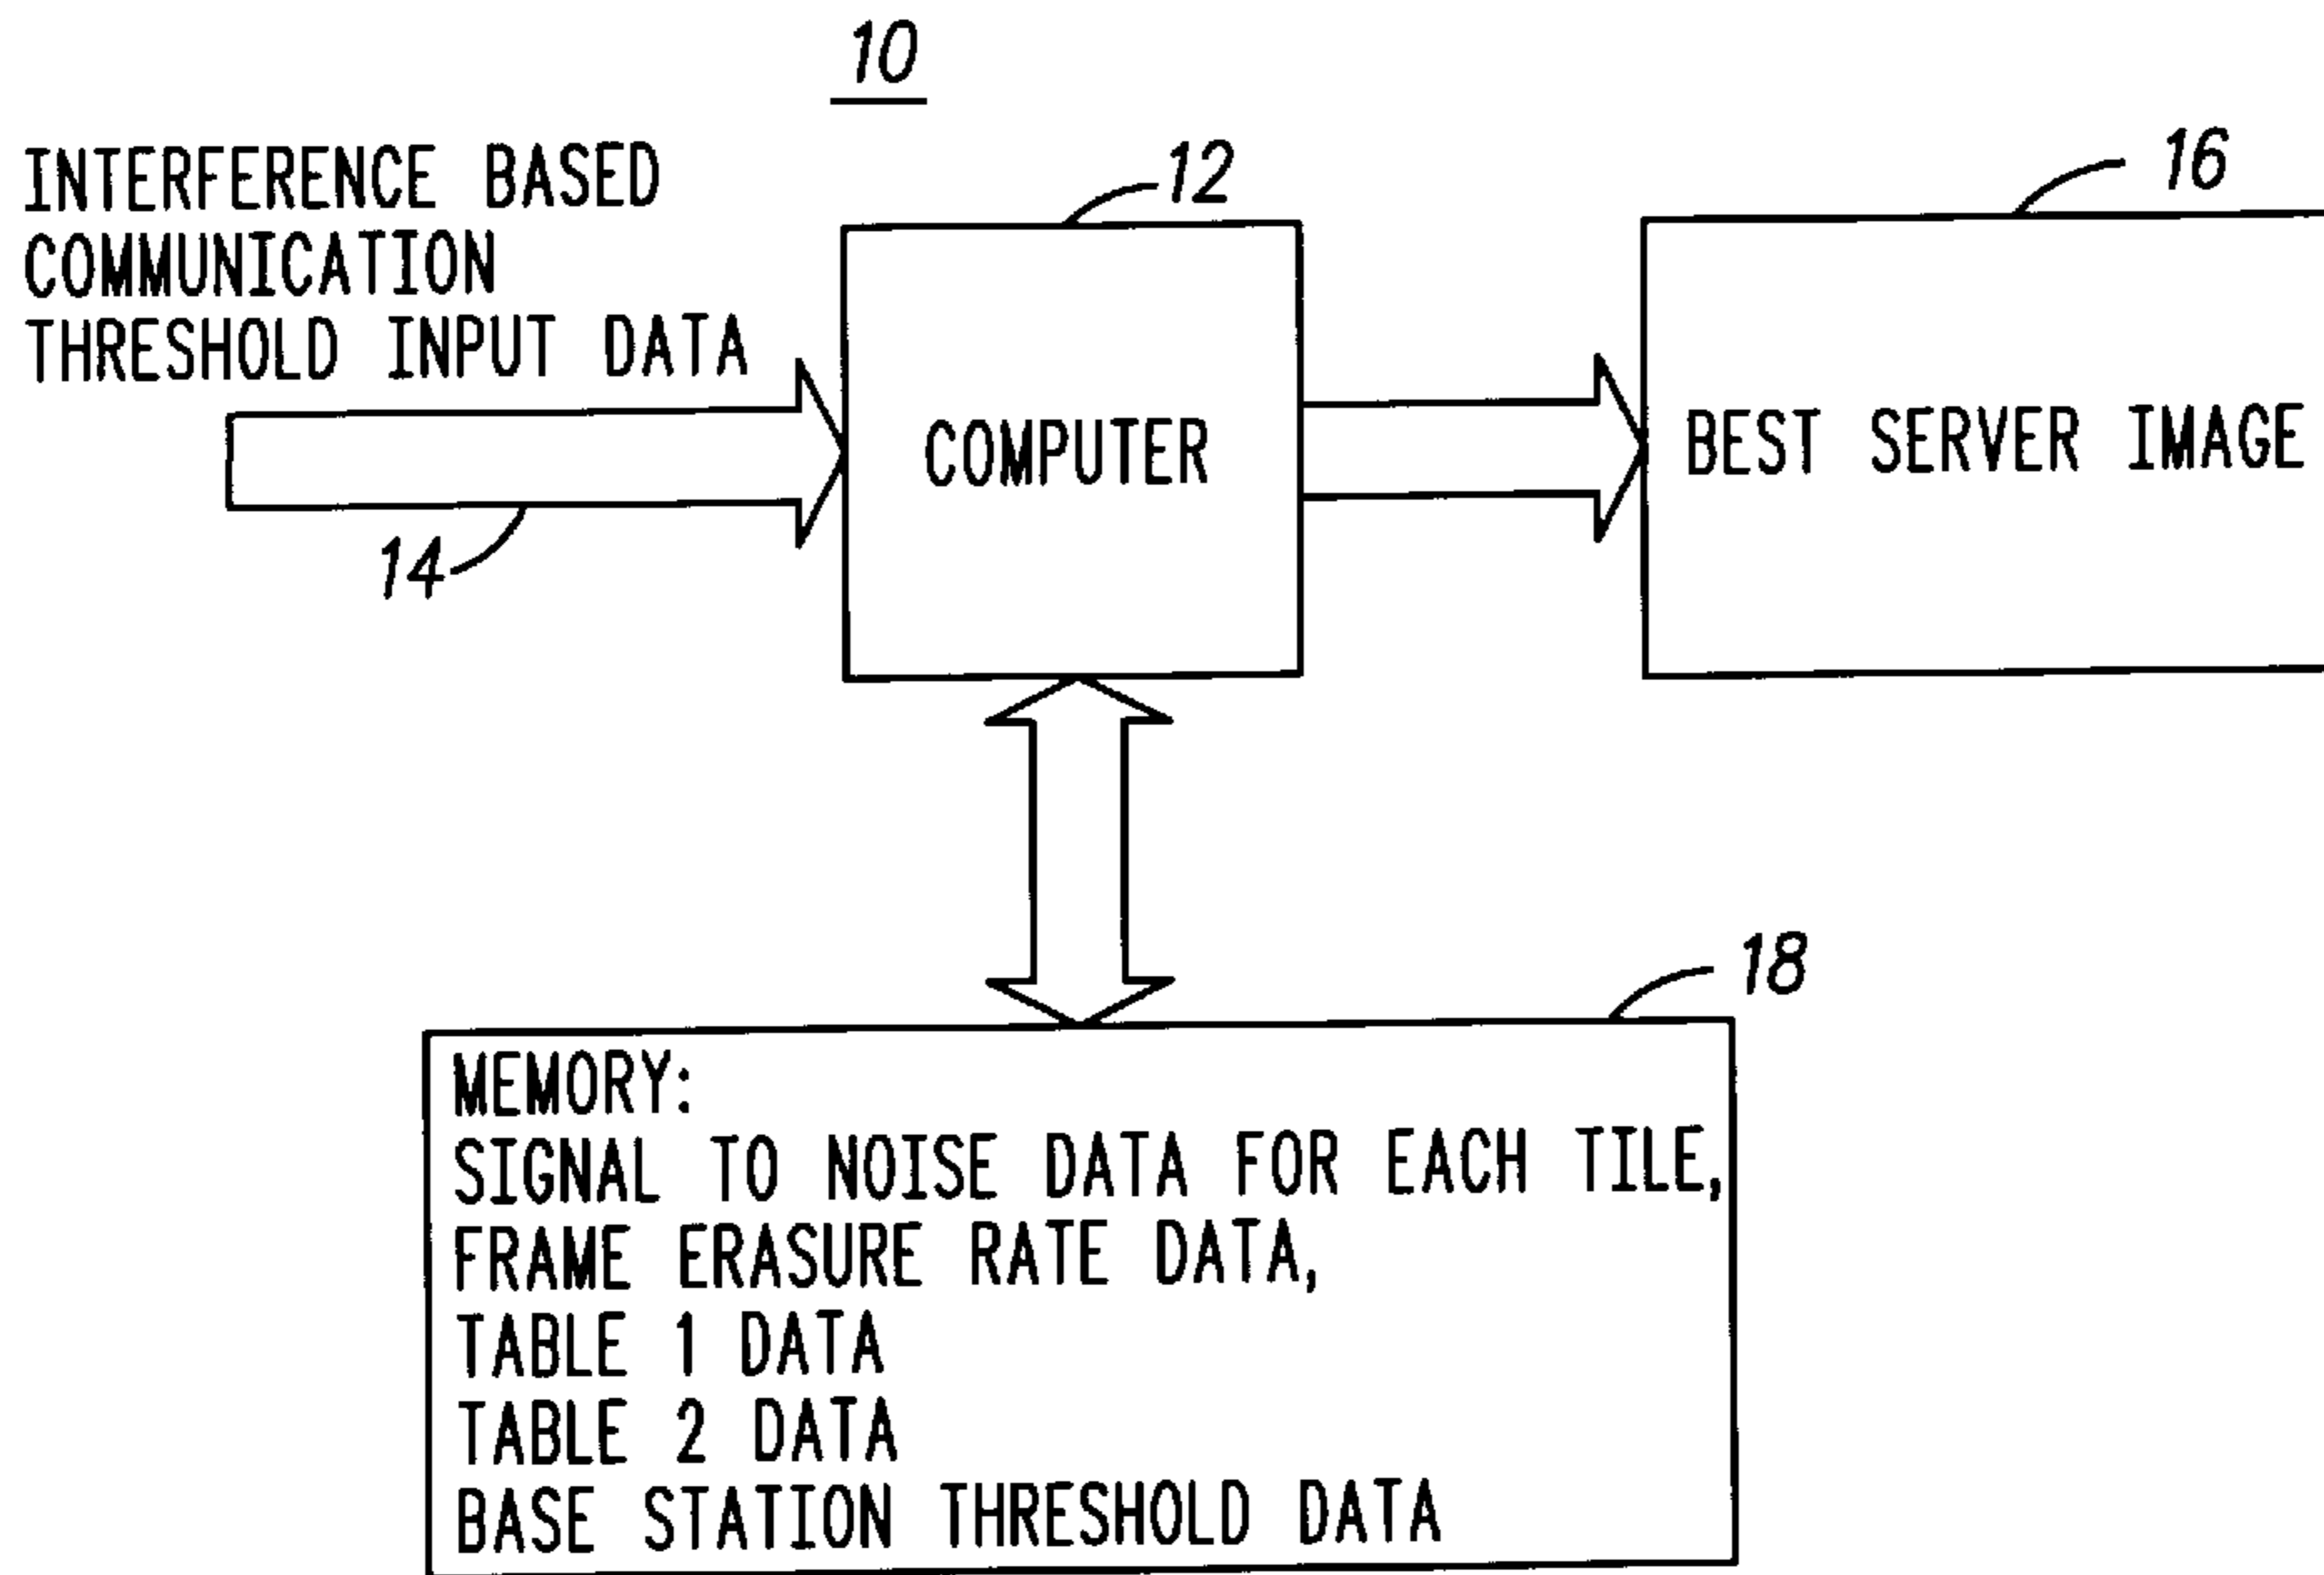 10
INTERFERENCE BASED
COMMUNICATION
THRESHOLD INPUT DATA
12
16
14
COMPUTER
BEST SERVER IMAGE
18
MEMORY:
SIGNAL TO NOISE DATA FOR EACH TILE,
FRAME ERASURE RATE DATA,
TABLE 1 DATA
TABLE 2 DATA
BASE STATION THRESHOLD DATA